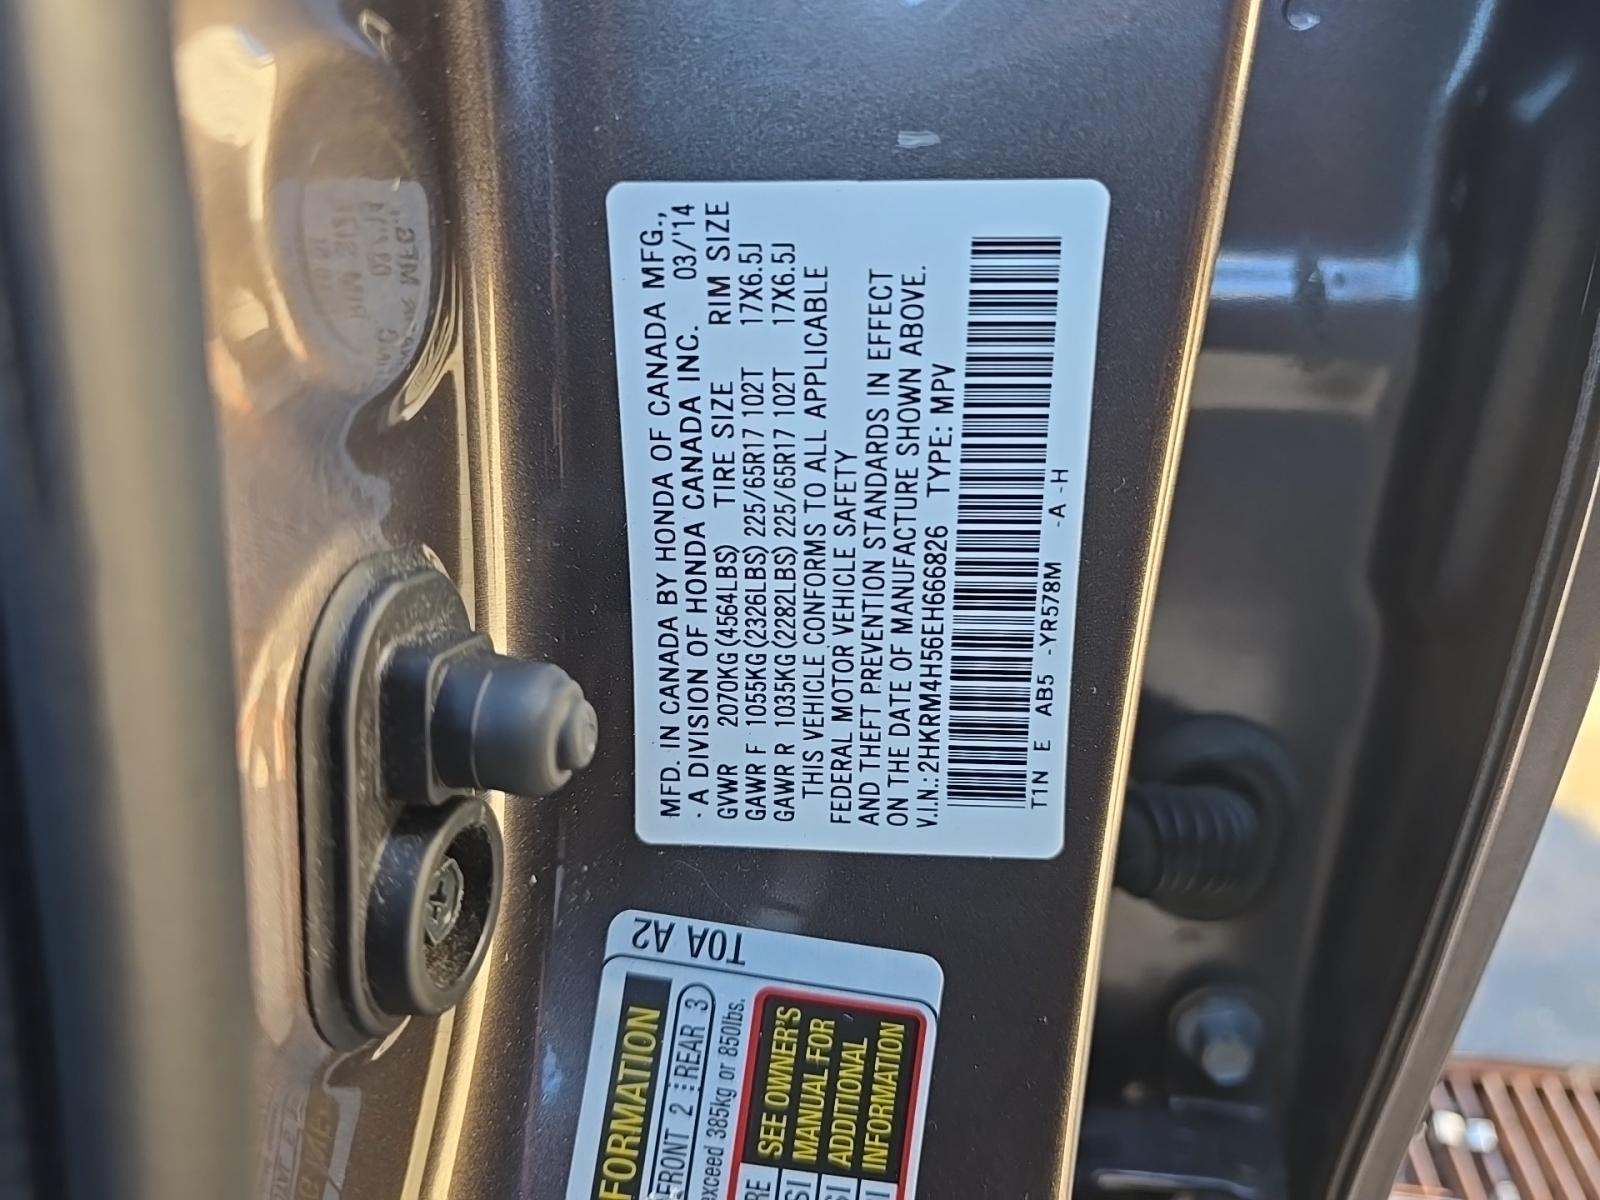 MFD. IN CANADA BY HONDA OF CANADA MFG.,
· A DIVISION OF HONDA CANADA INC. 03/'14
GVWR 2070KG(4564LBS) TIRE SIZE RIM SIZE
GAWR F 1055KG(2326LBS) 225/65R17 102T 17X6.5J
GAWR R 1035KG(2282LBS) 225/65R17 102T 17X6.5J
THIS VEHICLE CONFORMS TO ALL APPLICABLE
FEDERAL MOTOR VEHICLE SAFETY
AND THEFT PREVENTION STANDARDS IN EFFECT
ON THE DATE OF MANUFACTURE SHOWN ABOVE.
V.I.N.: 2HKRM4H56EH666826 TYPE: MPV
T1N E AB5 -YR578M -A -H
T0A A2
FORMATION
FRONT 2 REAR 3
exceed 385kg or 850lbs.
SEE OWNER'S
MANUAL FOR
ADDITIONAL
INFORMATION